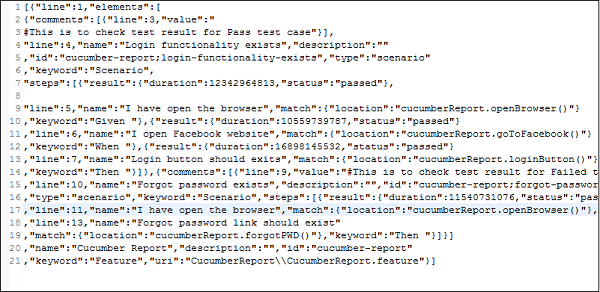 1 [{"line":1,"elements":[
2 {"comments":[{"line":3,"value":"
3 #This is to check test result for Pass test case"}],
4 "line":4,"name":"Login functionality exists","description":""
5 ,"id":"cucumber-report;login-functionality-exists","type":"scenario"
6 ,"keyword":"Scenario",
7 "steps":[{"result":{"duration":12342964813,"status":"passed"},
8
9 "line":5,"name":"I have open the browser","match":{"location":"cucumberReport.openBrowser()"}
10 ,"keyword":"Given "},{"result":{"duration":10559739787,"status":"passed"}
11 ,"line":6,"name":"I open Facebook website","match":{"location":"cucumberReport.goToFacebook()"}
12 ,"keyword":"When "},{"result":{"duration":16898145532,"status":"passed"}
13 ,"line":7,"name":"Login button should exits","match":{"location":"cucumberReport.loginButton()"}
14 ,"keyword":"Then "}]},{"comments":[{"line":9,"value":"#This is to check test result for Failed t
15 ,"line":10,"name":"Forgot password exists","description":"","id":"cucumber-report;forgot-passwor
16 ,"type":"scenario","keyword":"Scenario","steps":[{"result":{"duration":11540731076,"status":"pas
17 ,"line":11,"name":"I have open the browser","match":{"location":"cucumberReport.openBrowser()"},
18 ,"line":13,"name":"Forgot password link should exist"
19 ,"match":{"location":"cucumberReport.forgotPWD()"},"keyword":"Then "}]}]
20 ,"name":"Cucumber Report","description":"","id":"cucumber-report"
21 ,"keyword":"Feature","uri":"CucumberReport\\CucumberReport.feature"}]